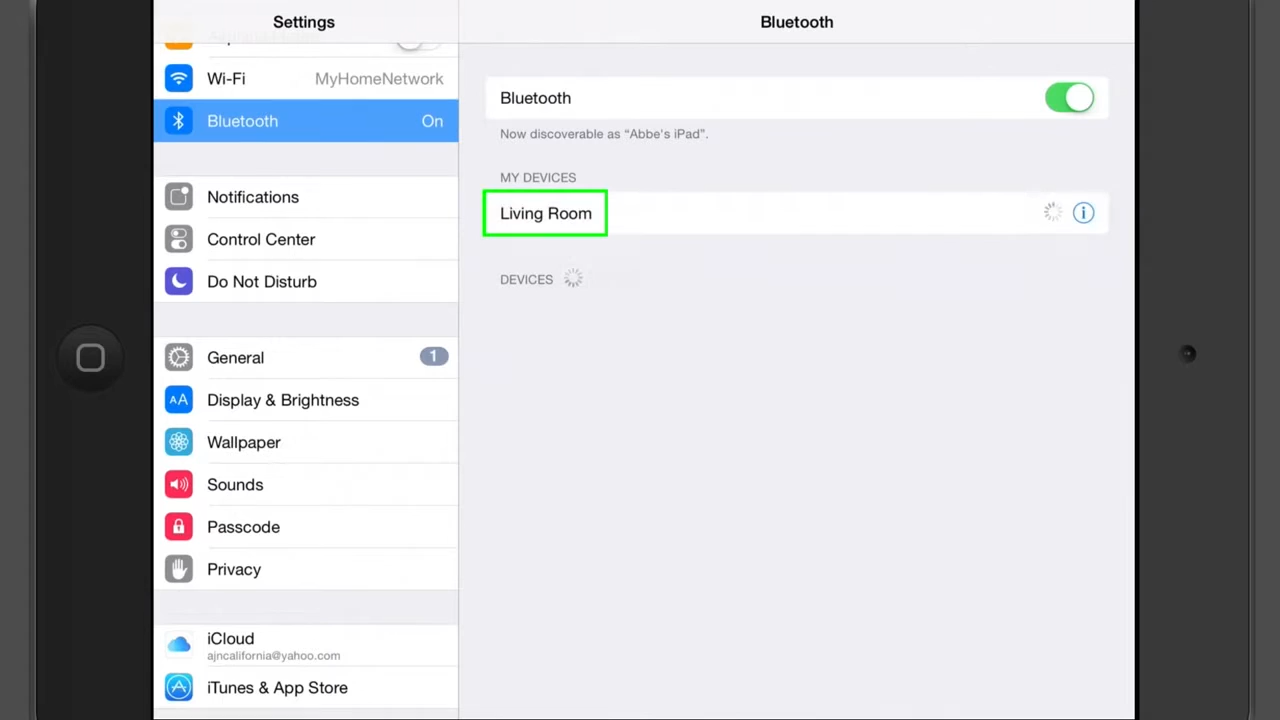 Settings
Bluetooth
Wi-Fi MyHomeNetwork
Bluetooth On
Notifications
Control Center
Do Not Disturb
General 1
Display & Brightness
AA
Wallpaper
Sounds
Passcode
Privacy
iCloud
ajncalifornia@yahoo.com
iTunes & App Store
Bluetooth
Now discoverable as “Abbe's iPad”.
MY DEVICES
Living Room
DEVICES